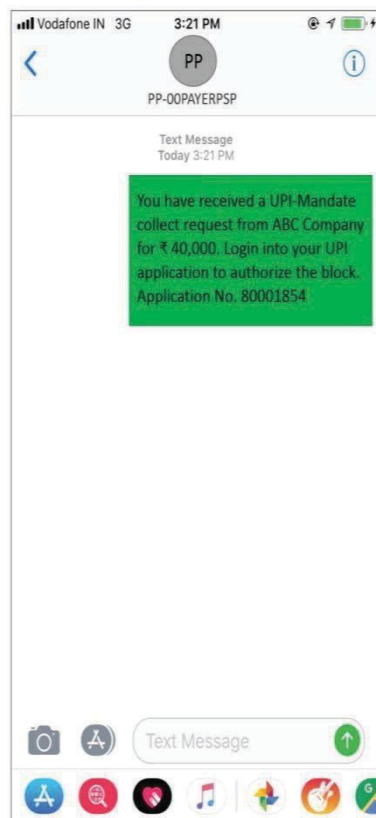 Vodafone IN 3G 3:21 PM
PP
PP-00PAYERPSP
Text Message
Today 3:21 PM
You have received a UPI-Mandate
collect request from ABC Company
for ₹ 40,000. Login into your UPI
application to authorize the block.
Application No. 80001854
Text Message